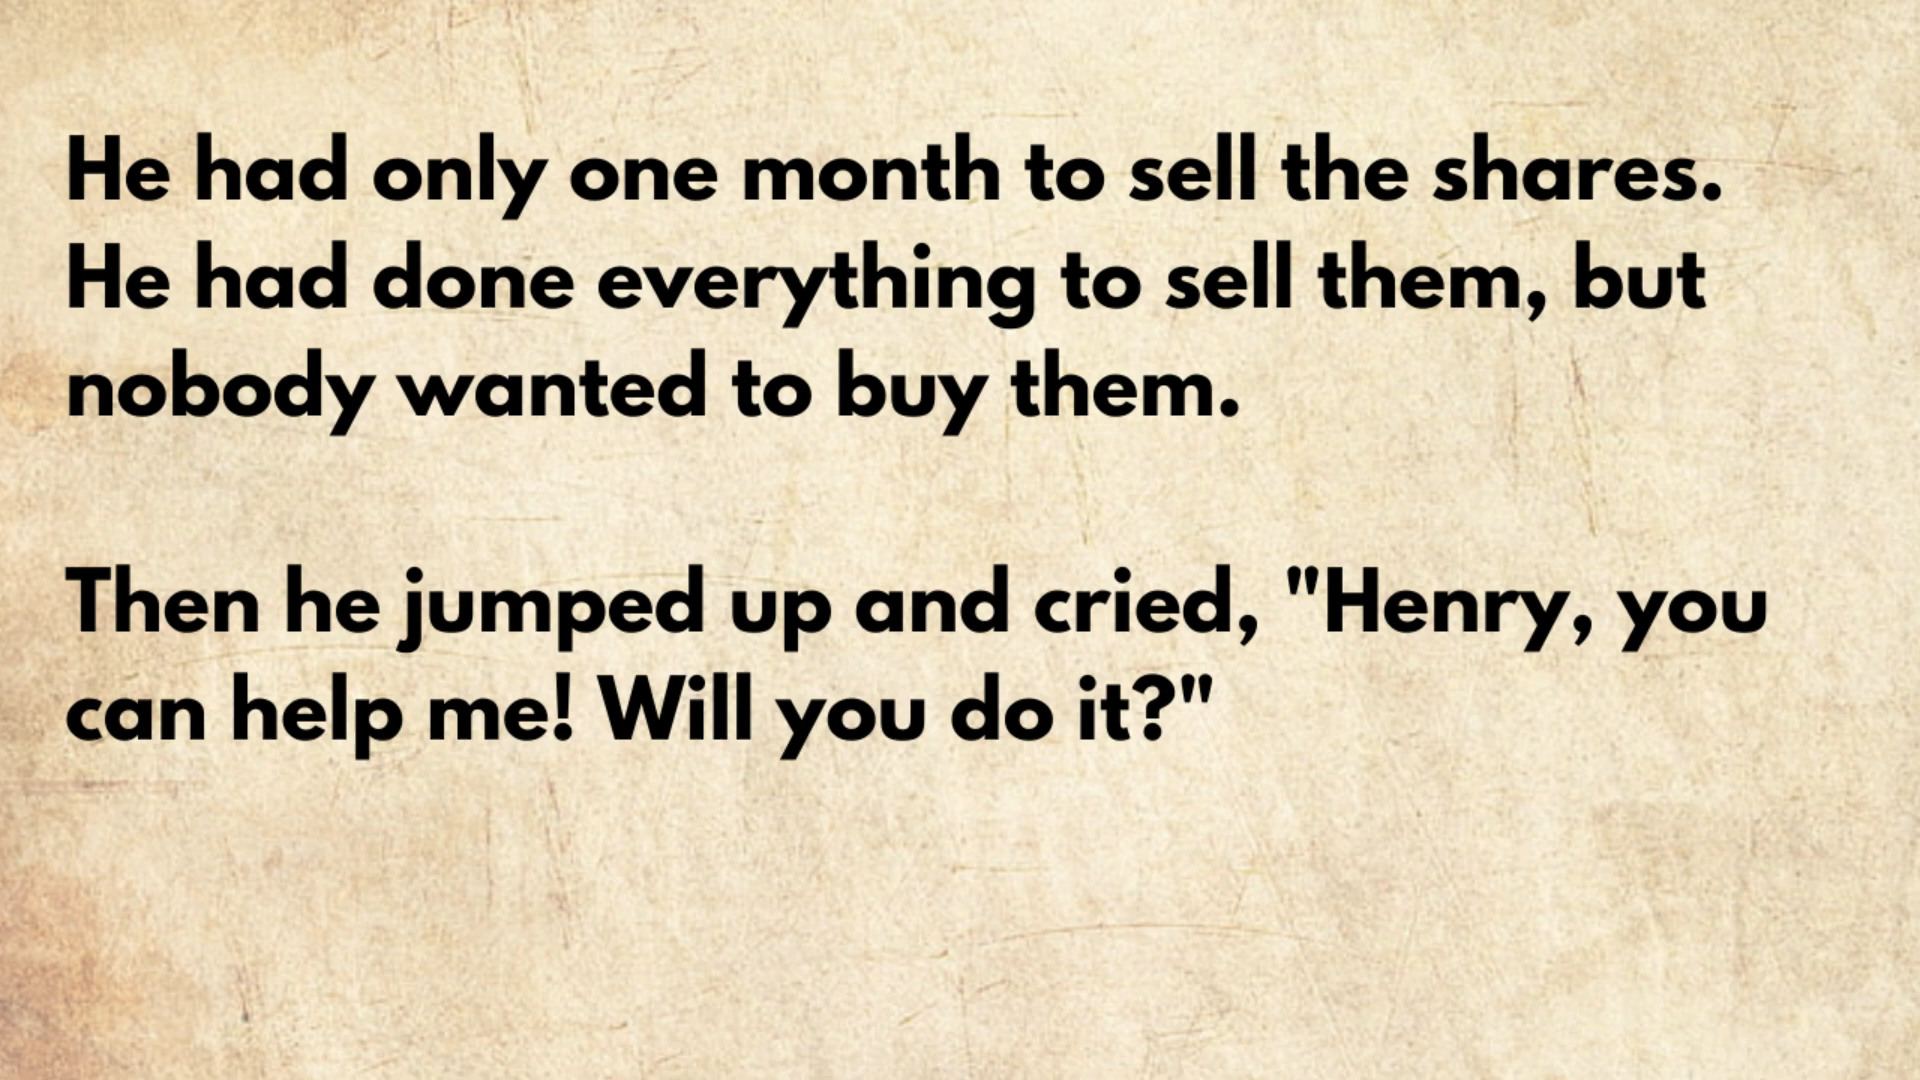 He had only one month to sell the shares.
He had done everything to sell them, but
nobody wanted to buy them.
Then he jumped up and cried, "Henry, you
can help me! Will you do it?"